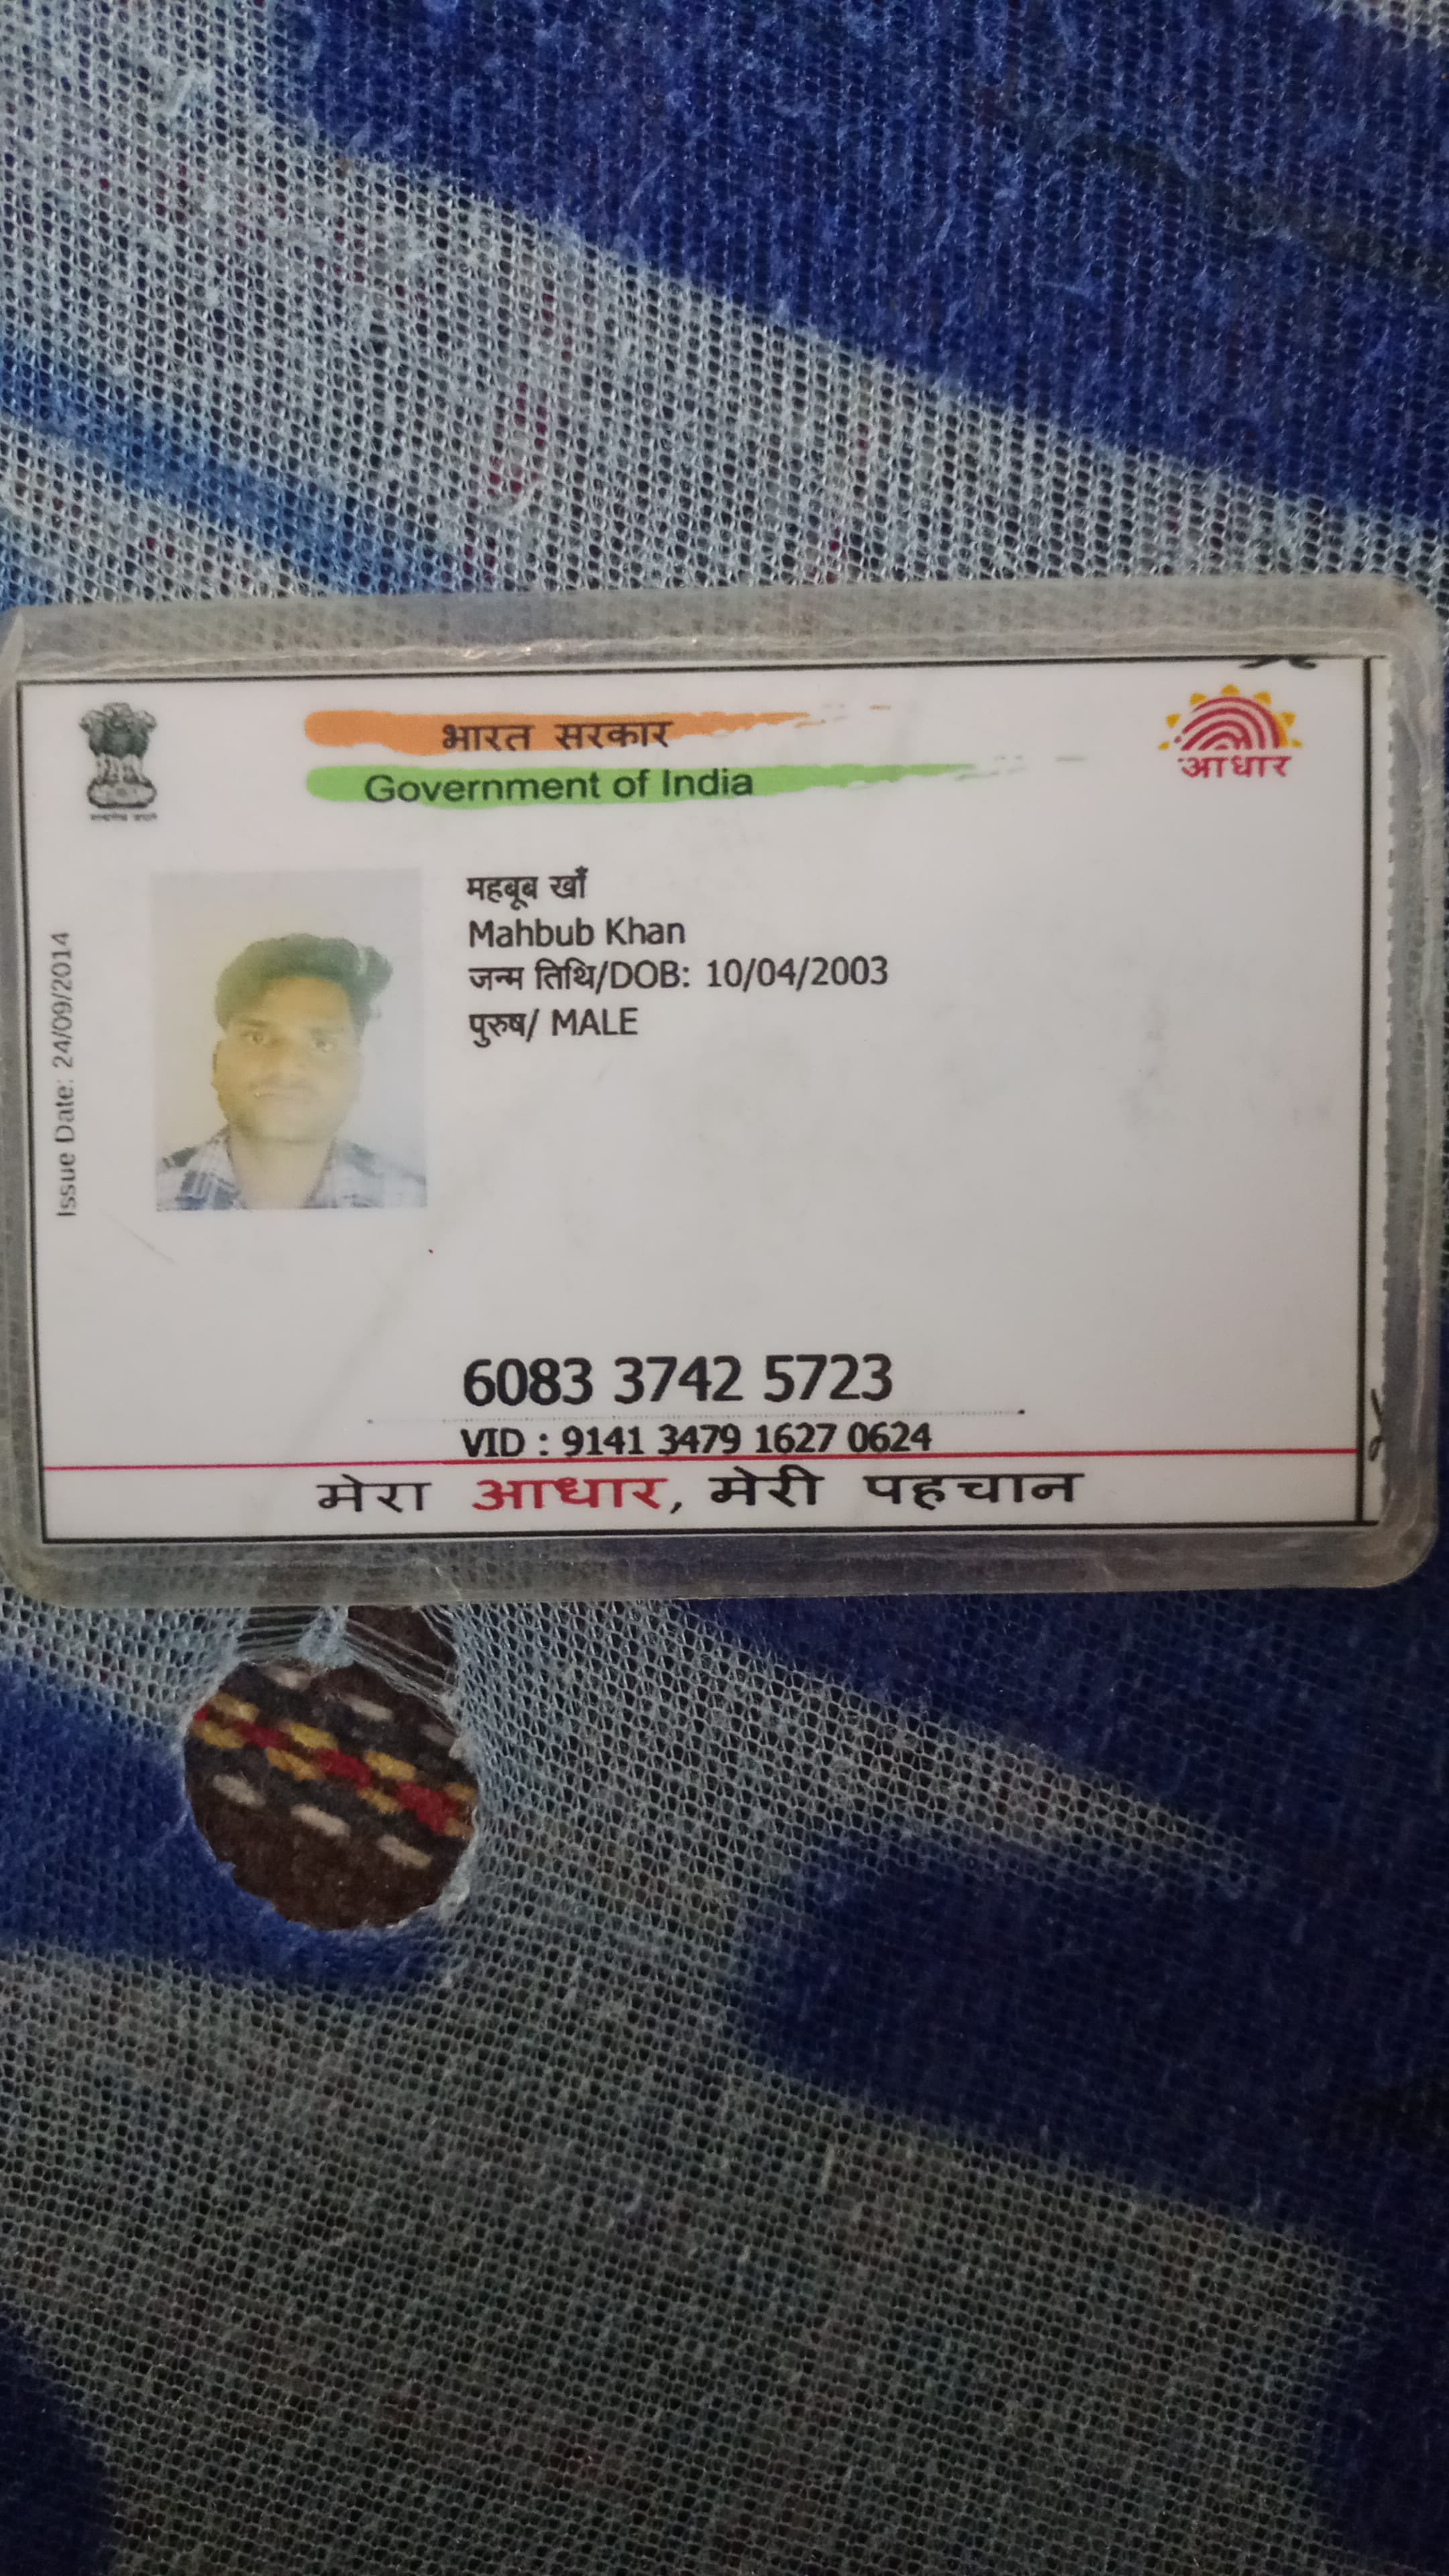 भारत सरकार
Government of India
आधार
Issue Date: 24/09/2014
महबूब खाँ
Mahbub Khan
जन्म तिथि/DOB: 10/04/2003
पुरुष/ MALE
6083 3742 5723
VID : 9141 3479 1627 0624
मेरा आधार, मेरी पहचान